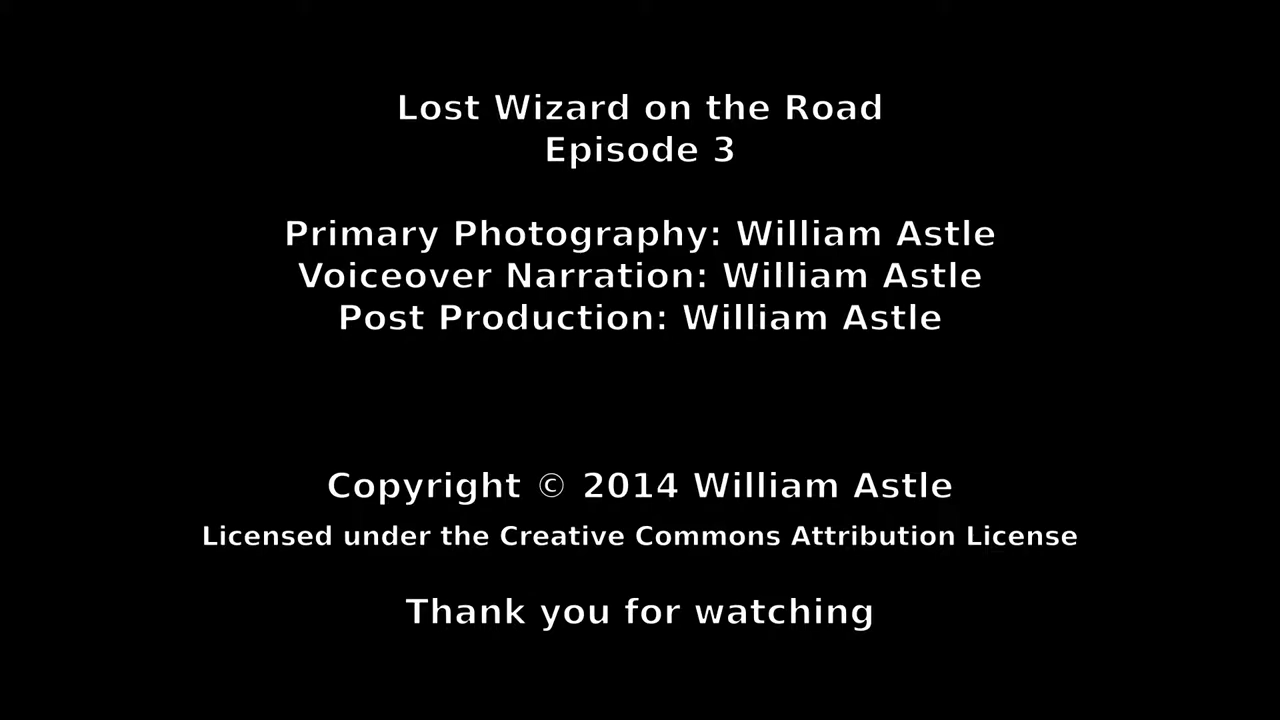 Lost Wizard on the Road
Episode 3
Primary Photography: William Astle
Voiceover Narration: William Astle
Post Production: William Astle
Copyright © 2014 William Astle
Licensed under the Creative Commons Attribution License
Thank you for watching